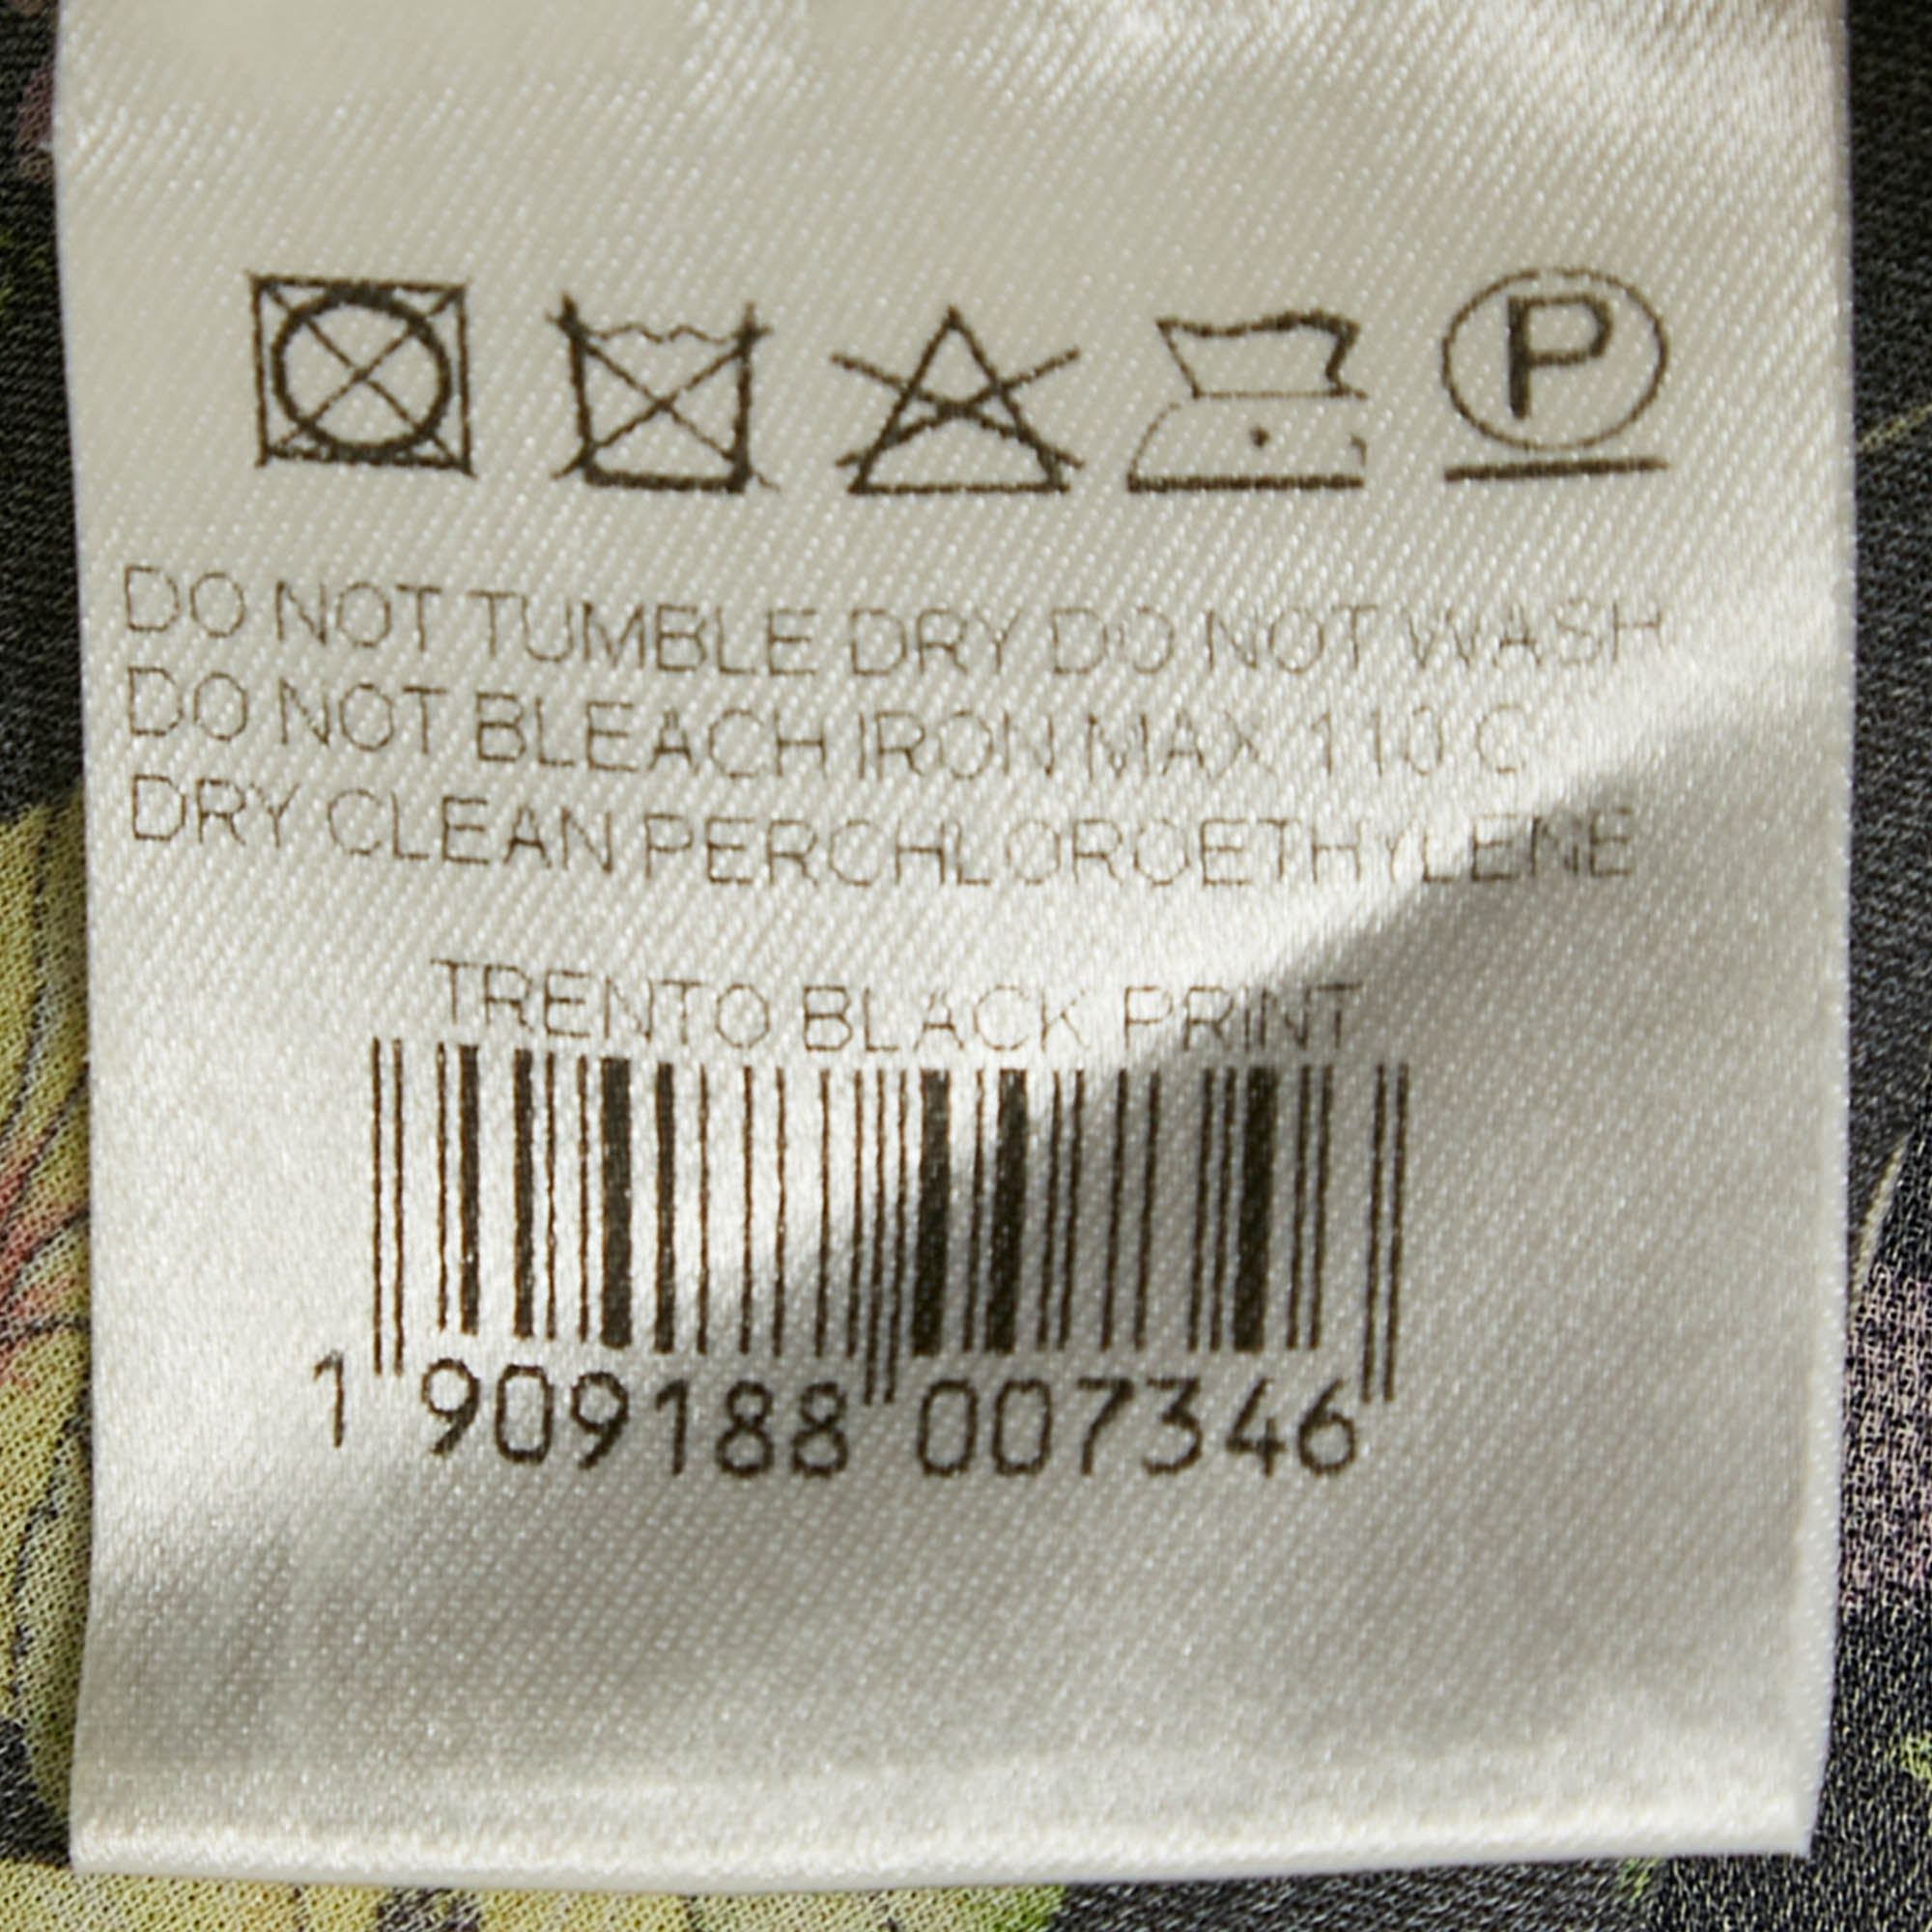 P
DO NOT TUMBLE DRY DO NOT WASH
DO NOT BLEACH IRON MAX 110 C
DRY CLEAN PERCHLOROETHYLENE
TRENTO BLACK PRINT
1 909188 007346